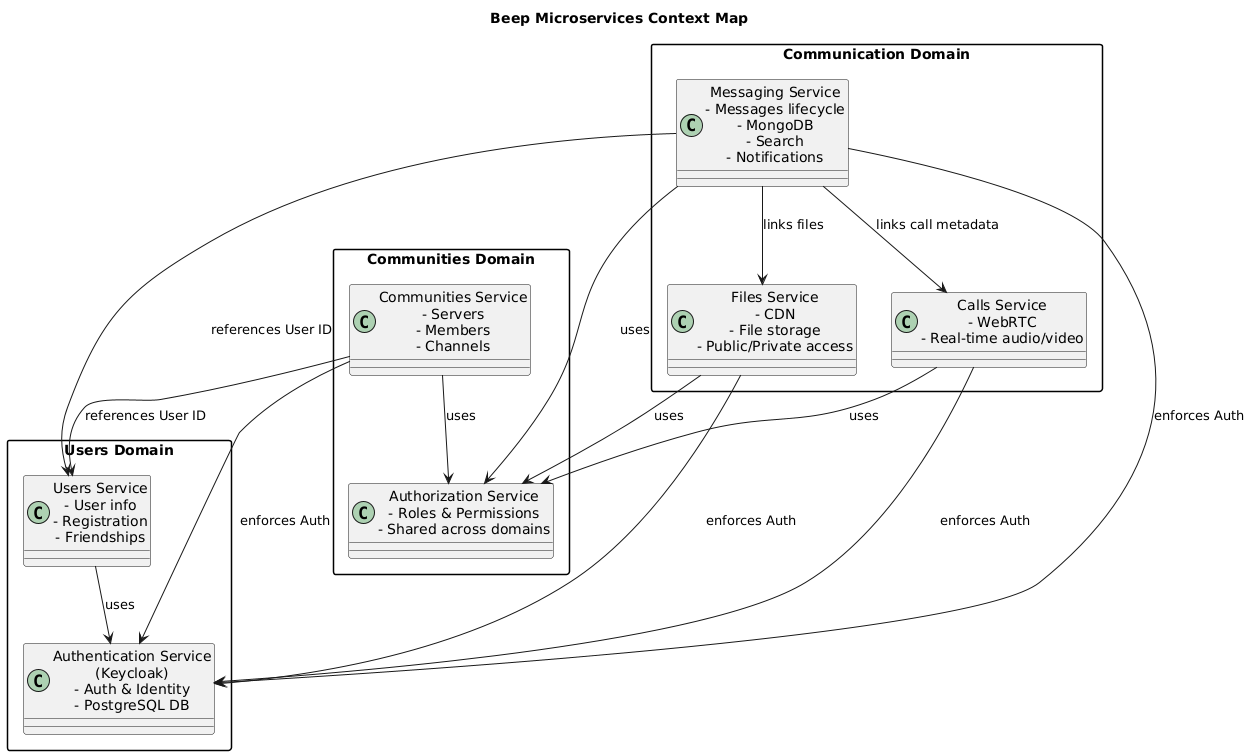 Beep Microservices Context Map
Communication Domain
C
Messaging Service
- Messages lifecycle
- MongoDB
- Search
- Notifications
links files
links call metadata
Communities Domain
C
Communities Service
- Servers
- Members
- Channels
references User ID
uses
C
Files Service
- CDN
- File storage
- Public/Private access
C
Calls Service
- WebRTC
- Real-time audio/video
references User ID
uses
uses
uses
enforces Auth
Users Domain
C
Users Service
- User info
- Registration
- Friendships
C
Authorization Service
- Roles & Permissions
- Shared across domains
enforces Auth
enforces Auth
enforces Auth
uses
C
Authentication Service
(Keycloak)
- Auth & Identity
- PostgreSQL DB